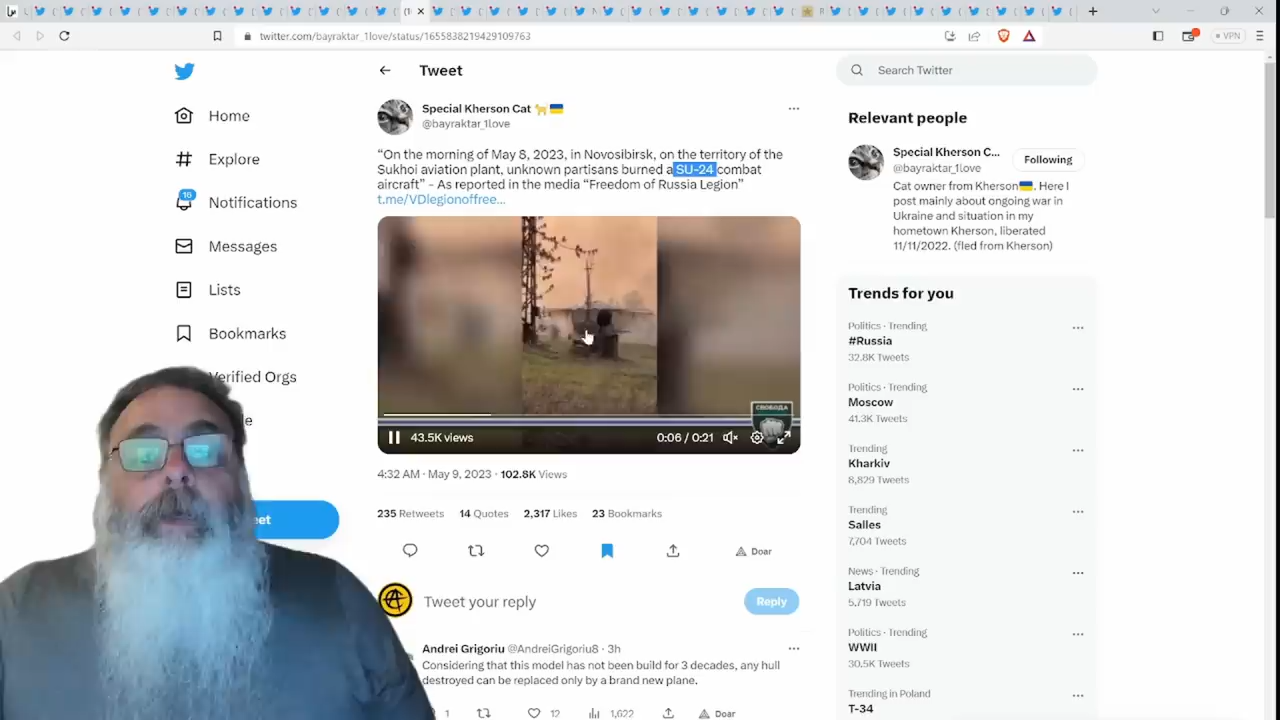 twitter.com/bayraktar_1love/status/1655838219429109763
VPN
Home
Explore
16
Notifications
Messages
Lists
Bookmarks
Verified Orgs
Tweet
Special Kherson Cat
@bayraktar_1love
“On the morning of May 8, 2023, in Novosibirsk, on the territory of the
Sukhoi aviation plant, unknown partisans burned a SU-24 combat
aircraft” - As reported in the media “Freedom of Russia Legion”
t.me/VDlegionoffree...
СВОБОДА
43.5K views
0:06 / 0:21
4:32 AM · May 9, 2023 · 102.8K Views
235 Retweets 14 Quotes 2,317 Likes 23 Bookmarks
Doar
Tweet your reply
Reply
Andrei Grigoriu @AndreiGrigoriu8 · 3h
Considering that this model has not been build for 3 decades, any hull
destroyed can be replaced only by a brand new plane.
1
12
1,622
Doar
Search Twitter
Relevant people
Special Kherson C...
@bayraktar_1love
Following
Cat owner from Kherson. Here I
post mainly about ongoing war in
Ukraine and situation in my
hometown Kherson, liberated
11/11/2022. (fled from Kherson)
Trends for you
Politics · Trending
#Russia
32.8K Tweets
Politics · Trending
Moscow
41.3K Tweets
Trending
Kharkiv
8,829 Tweets
Trending
Salles
7,704 Tweets
News · Trending
Latvia
5,719 Tweets
Politics · Trending
WWII
30.5K Tweets
Trending in Poland
T-34